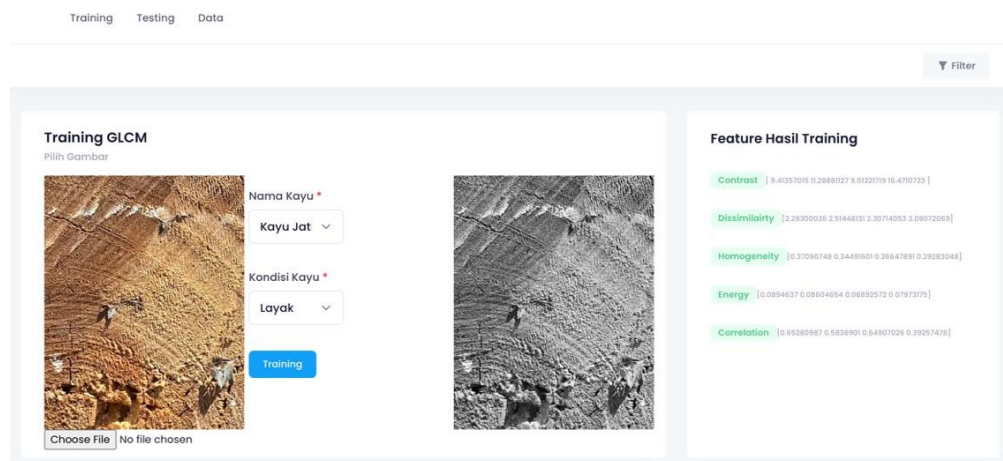 Training Testing Data
Filter
Training GLCM
Pilih Gambar
Nama Kayu *
Kayu Jat
Kondisi Kayu *
Layak
Training
Choose File No file chosen
Feature Hasil Training
Contrast [ 9.41357015 11.28881127 9.51321719 16.4710723 ]
Dissimilairty [2.28300036 2.51448131 2.30714053 3.09072069]
Homogeneity [0.37090748 0.34491601 0.36647891 0.29283048]
Energy [0.0894637 0.08604694 0.08892572 0.07973175]
Correlation [0.65280987 0.5836901 0.64907026 0.39257476]